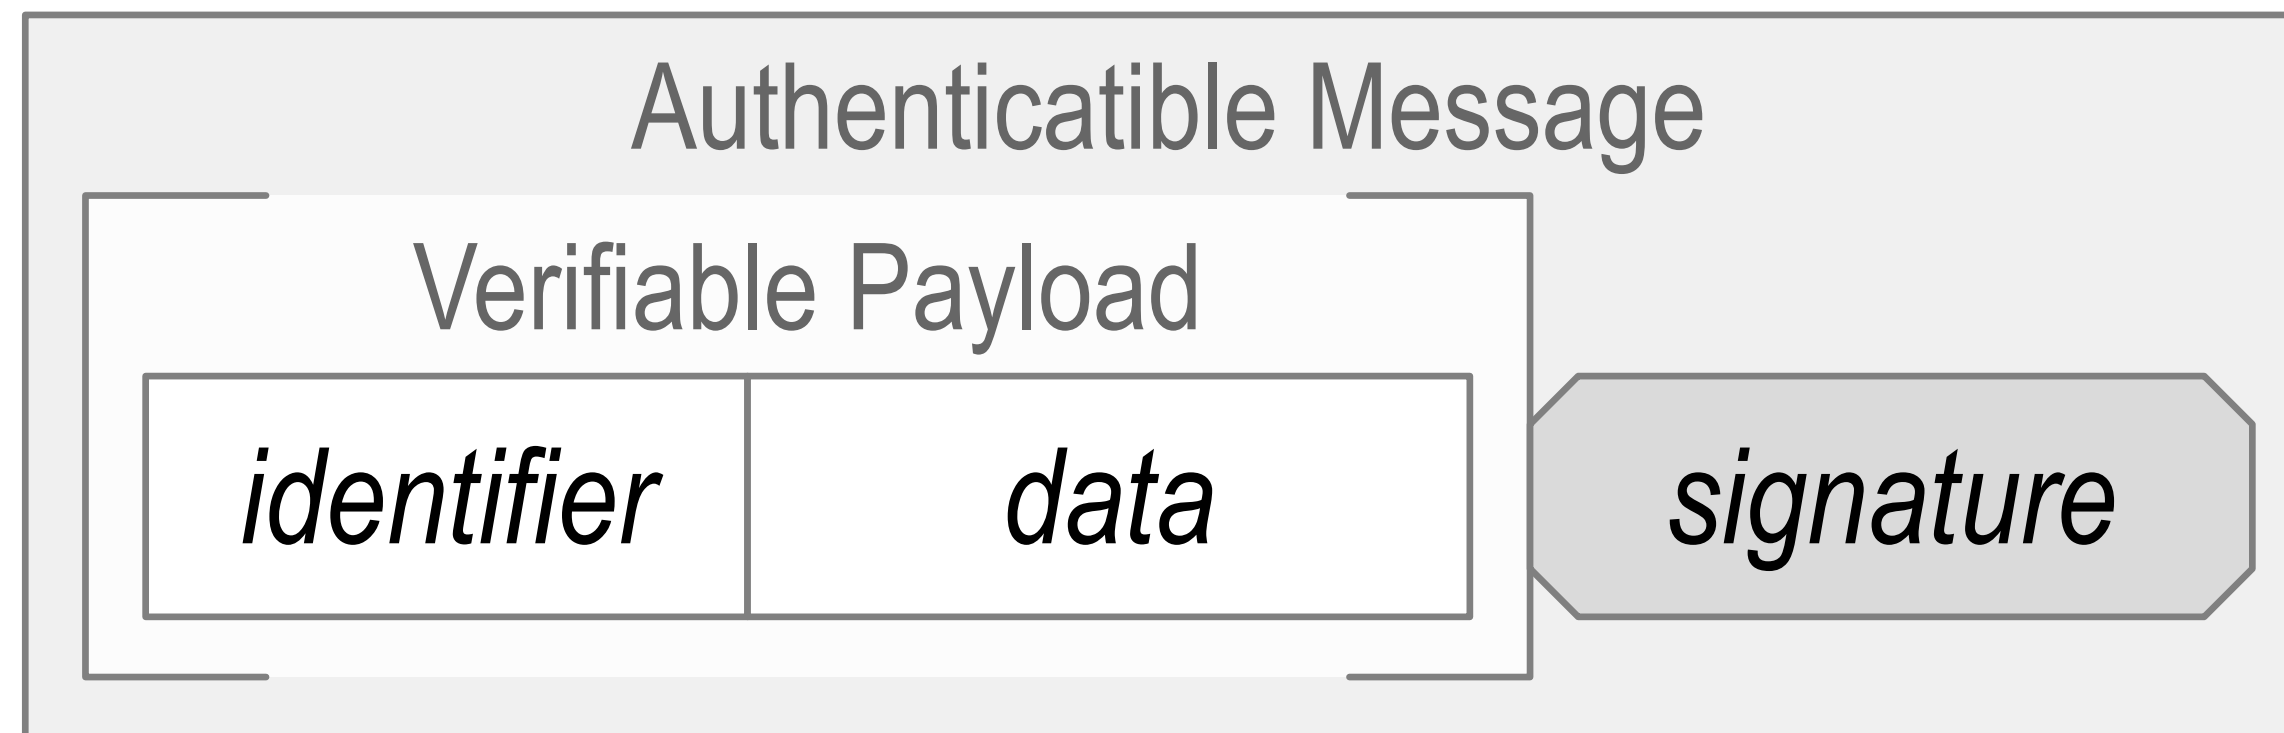 Authenticatible Message
Verifiable Payload
identifier data signature